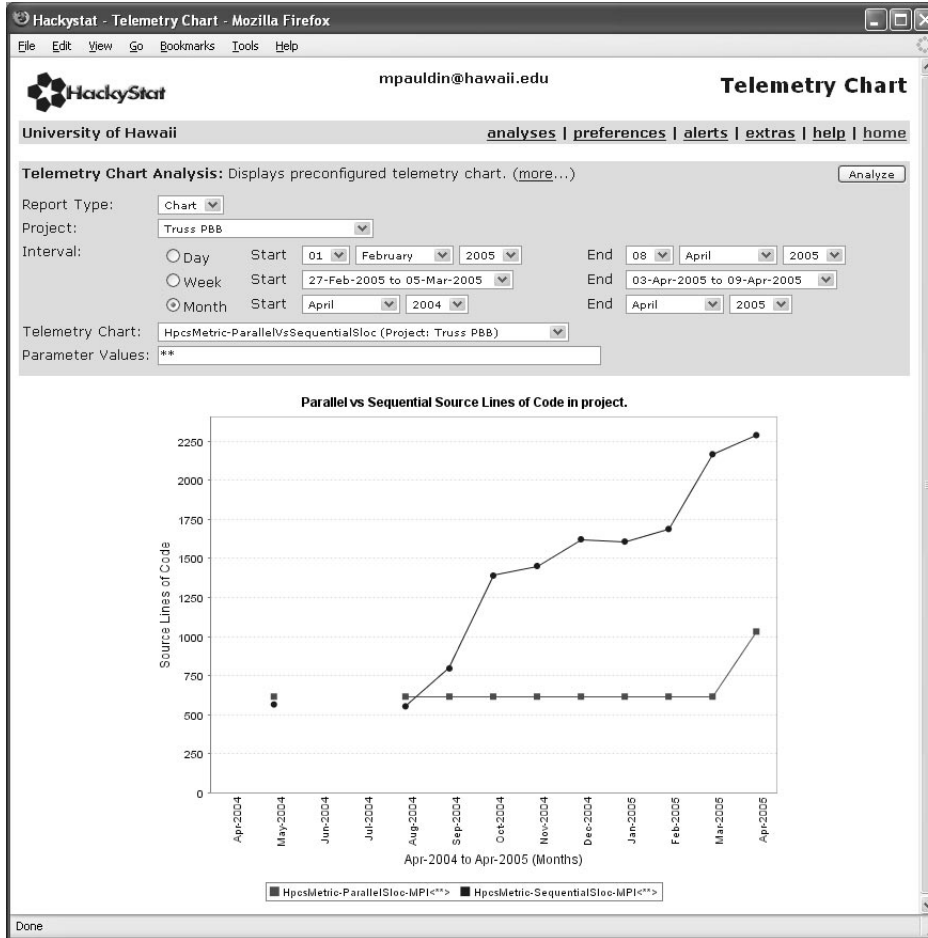 Hackystat - Telemetry Chart - Mozilla Firefox
File Edit View Go Bookmarks Tools Help
HackyStat
mpauldin@hawaii.edu
Telemetry Chart
University of Hawaii
analyses | preferences | alerts | extras | help | home
Telemetry Chart Analysis: Displays preconfigured telemetry chart. (more...)
Analyze
Report Type: Chart
Project: Truss PBB
Interval: Day Start 01 February 2005 End 08 April 2005
Week Start 27-Feb-2005 to 05-Mar-2005 End 03-Apr-2005 to 09-Apr-2005
Month Start April 2004 End April 2005
Telemetry Chart: HpcsMetric-ParallelVsSequentialSloc (Project: Truss PBB)
Parameter Values: **
Parallel vs Sequential Source Lines of Code in project.
Source Lines of Code
2250
2000
1750
1500
1250
1000
750
500
250
0
Apr-2004
May-2004
Jun-2004
Jul-2004
Aug-2004
Sep-2004
Oct-2004
Nov-2004
Dec-2004
Jan-2005
Feb-2005
Mar-2005
Apr-2005
Apr-2004 to Apr-2005 (Months)
HpcsMetric-ParallelSloc-MPI<**> HpcsMetric-SequentialSloc-MPI<**>
Done